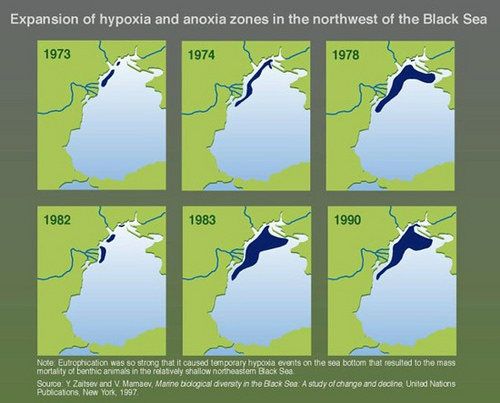 Expansion of hypoxia and anoxia zones in the northwest of the Black Sea
1973
1974
1978
1982
1983
1990
Note: Eutrophication was so strong that it caused temporary hypoxia events on the sea bottom that resulted to the mass
mortality of benthic animals in the relatively shallow northeastern Black Sea.
Source: Y. Zaitsev and V. Mamaev, Marine biological diversity in the Black Sea: A study of change and decline, United Nations
Publications, New York, 1997.